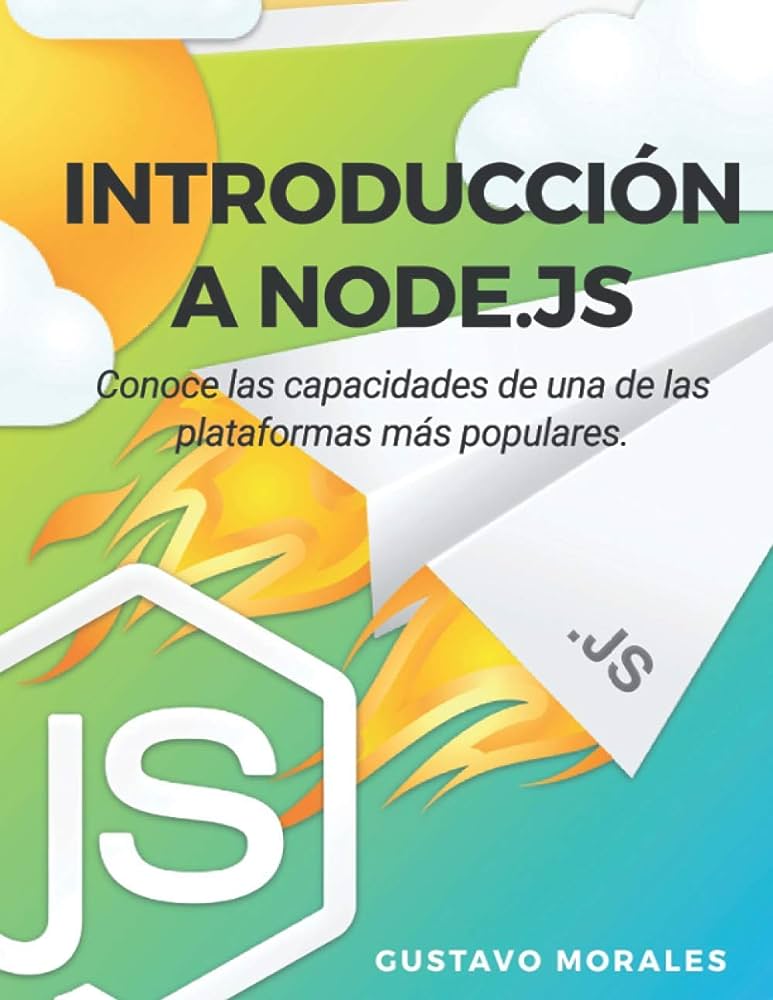 INTRODUCCIÓN
A NODE.JS
Conoce las capacidades de una de las
plataformas más populares.
.JS
JS
GUSTAVO MORALES